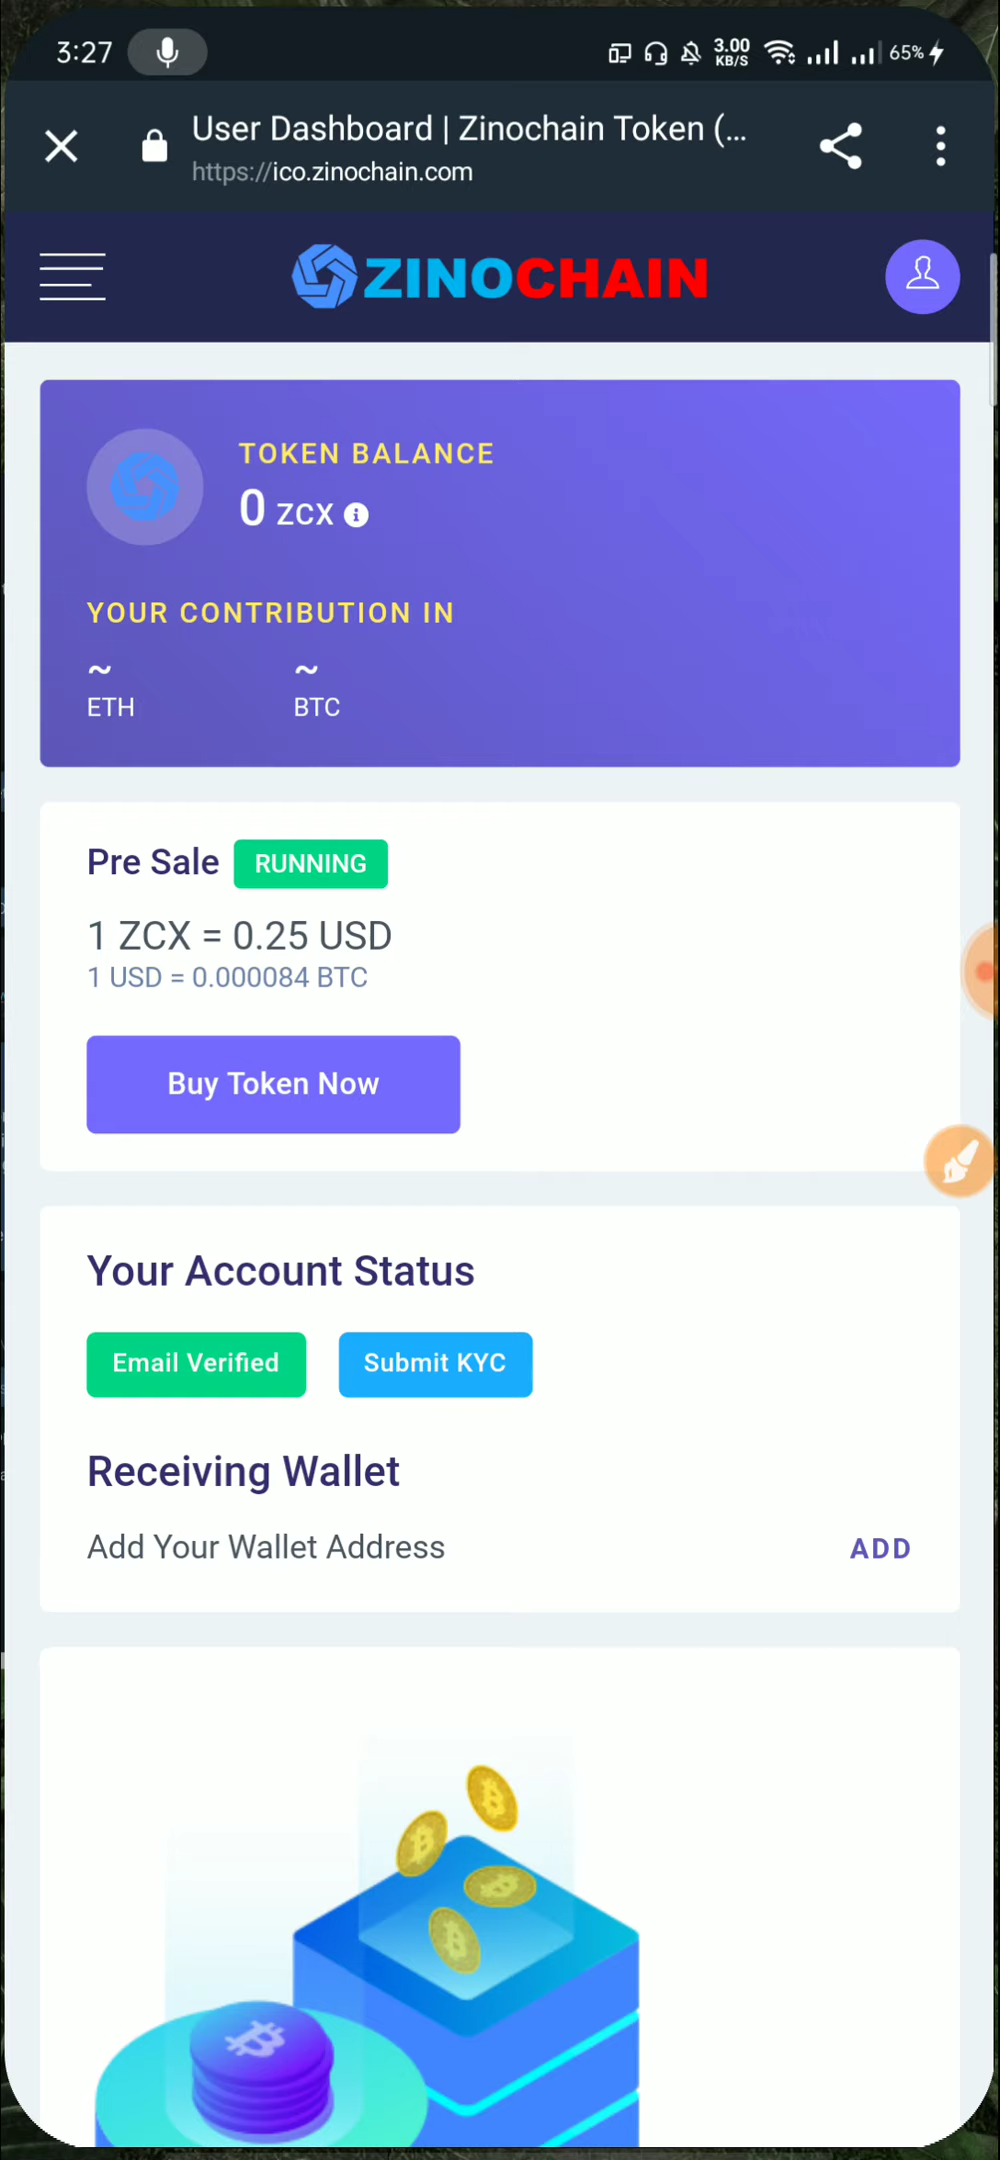 3:27
3.00
KB/S
65%
User Dashboard | Zinochain Token (...
https://ico.zinochain.com
ZINOCHAIN
TOKEN BALANCE
0 ZCX
YOUR CONTRIBUTION IN
~ ~
ETH BTC
Pre Sale RUNNING
1 ZCX = 0.25 USD
1 USD = 0.000084 BTC
Buy Token Now
Your Account Status
Email Verified Submit KYC
Receiving Wallet
Add Your Wallet Address ADD